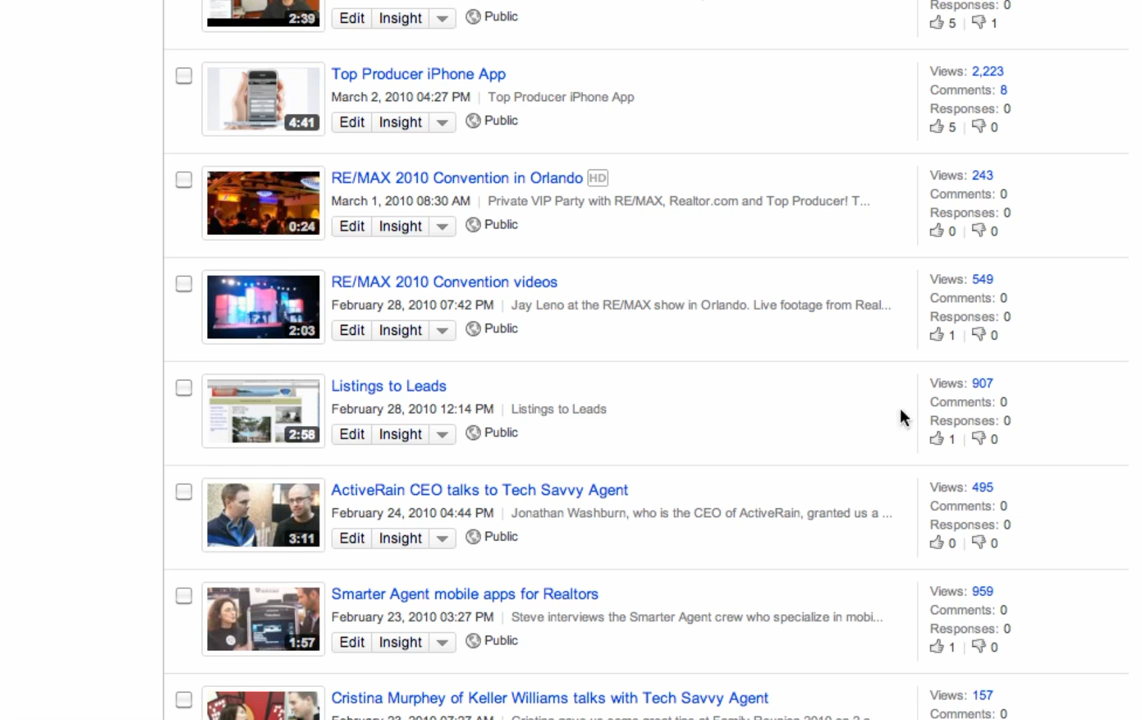 Responses: 0
2:39
Edit Insight Public
5 | 1
Top Producer iPhone App
Views: 2,223
March 2, 2010 04:27 PM | Top Producer iPhone App
Comments: 8
Responses: 0
4:41
Edit Insight Public
5 | 0
RE/MAX 2010 Convention in Orlando HD
Views: 243
March 1, 2010 08:30 AM | Private VIP Party with RE/MAX, Realtor.com and Top Producer! T...
Comments: 0
Responses: 0
0:24
Edit Insight Public
0 | 0
RE/MAX 2010 Convention videos
Views: 549
February 28, 2010 07:42 PM | Jay Leno at the RE/MAX show in Orlando. Live footage from Real...
Comments: 0
Responses: 0
2:03
Edit Insight Public
1 | 0
Listings to Leads
Views: 907
February 28, 2010 12:14 PM | Listings to Leads
Comments: 0
Responses: 0
2:58
Edit Insight Public
1 | 0
ActiveRain CEO talks to Tech Savvy Agent
Views: 495
February 24, 2010 04:44 PM | Jonathan Washburn, who is the CEO of ActiveRain, granted us a ...
Comments: 0
Responses: 0
3:11
Edit Insight Public
0 | 0
Smarter Agent mobile apps for Realtors
Views: 959
February 23, 2010 03:27 PM | Steve interviews the Smarter Agent crew who specialize in mobi...
Comments: 0
Responses: 0
1:57
Edit Insight Public
1 | 0
Cristina Murphey of Keller Williams talks with Tech Savvy Agent
Views: 157
Comments: 0